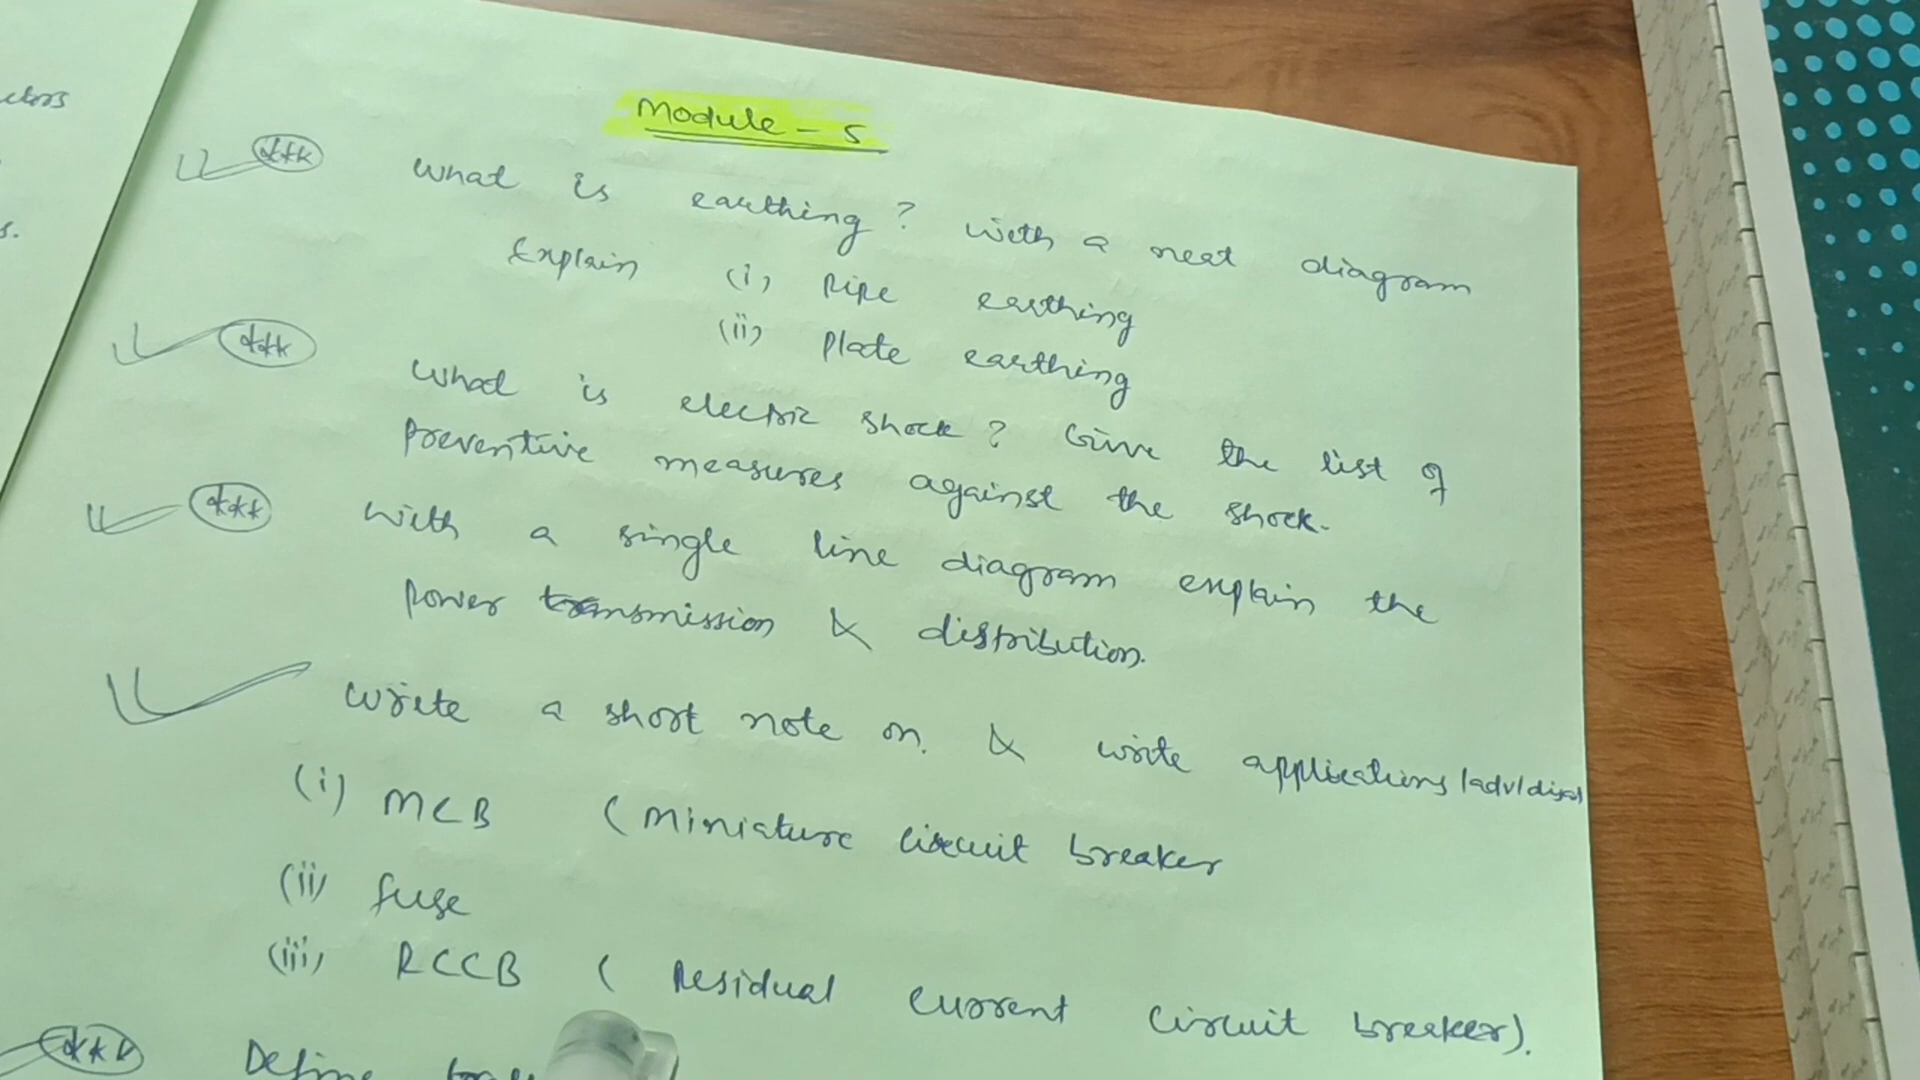 Module - 5
*** What is earthing? With a neat diagram
Explain (i) Pipe earthing
(ii) Plate earthing
*** What is electric shock? Give the list of
Preventive measures against the shock.
*** With a single line diagram explain the
Power transmission & distribution.
Write a short note on. & write applications/adv/
(i) MCB (Miniature circuit breaker
(ii) fuse
(iii) RCCB (Residual current circuit breaker).
*** Define